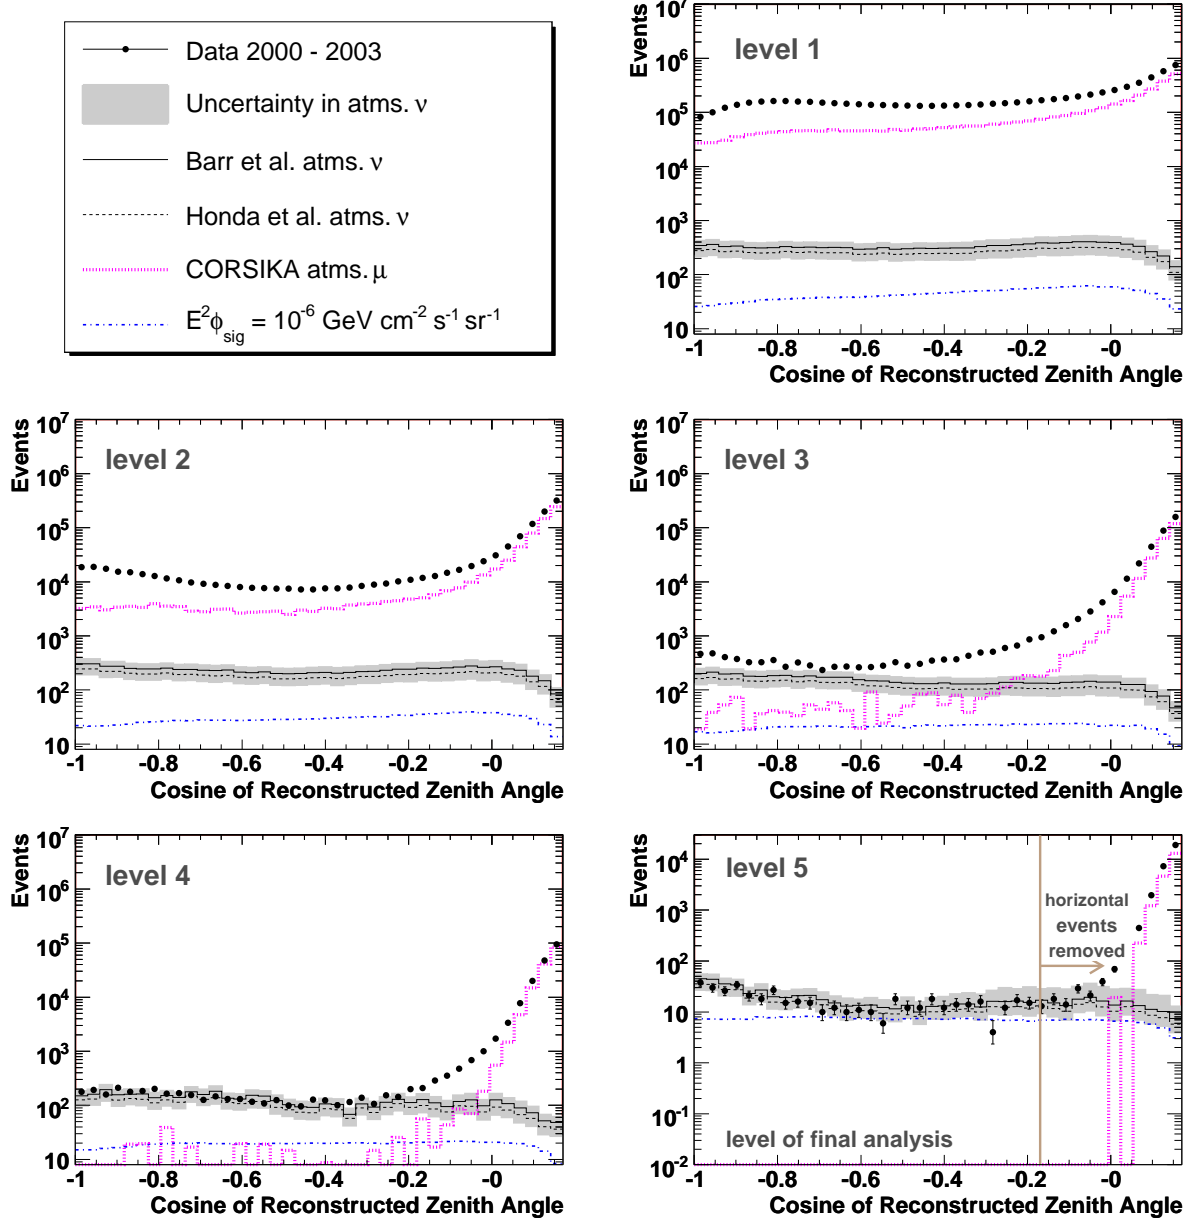 Data 2000 - 2003
Uncertainty in atms. ν
Barr et al. atms. ν
Honda et al. atms. ν
CORSIKA atms. μ
E²ϕsig = 10⁻⁶ GeV cm⁻² s⁻¹ sr⁻¹
level 1
Events
10⁶
10⁵
10⁴
10³
10²
10
-1 -0.8 -0.6 -0.4 -0.2 -0
Cosine of Reconstructed Zenith Angle
level 2
Events
10⁷
10⁶
10⁵
10⁴
10³
10²
10
-1 -0.8 -0.6 -0.4 -0.2 -0
Cosine of Reconstructed Zenith Angle
level 3
Events
10⁷
10⁶
10⁵
10⁴
10³
10²
10
-1 -0.8 -0.6 -0.4 -0.2 -0
Cosine of Reconstructed Zenith Angle
level 4
Events
10⁷
10⁶
10⁵
10⁴
10³
10²
10
-1 -0.8 -0.6 -0.4 -0.2 -0
Cosine of Reconstructed Zenith Angle
level 5
Events
10⁴
10³
10²
10
1
10⁻¹
10⁻²
horizontal
events
removed
level of final analysis
-1 -0.8 -0.6 -0.4 -0.2 -0
Cosine of Reconstructed Zenith Angle